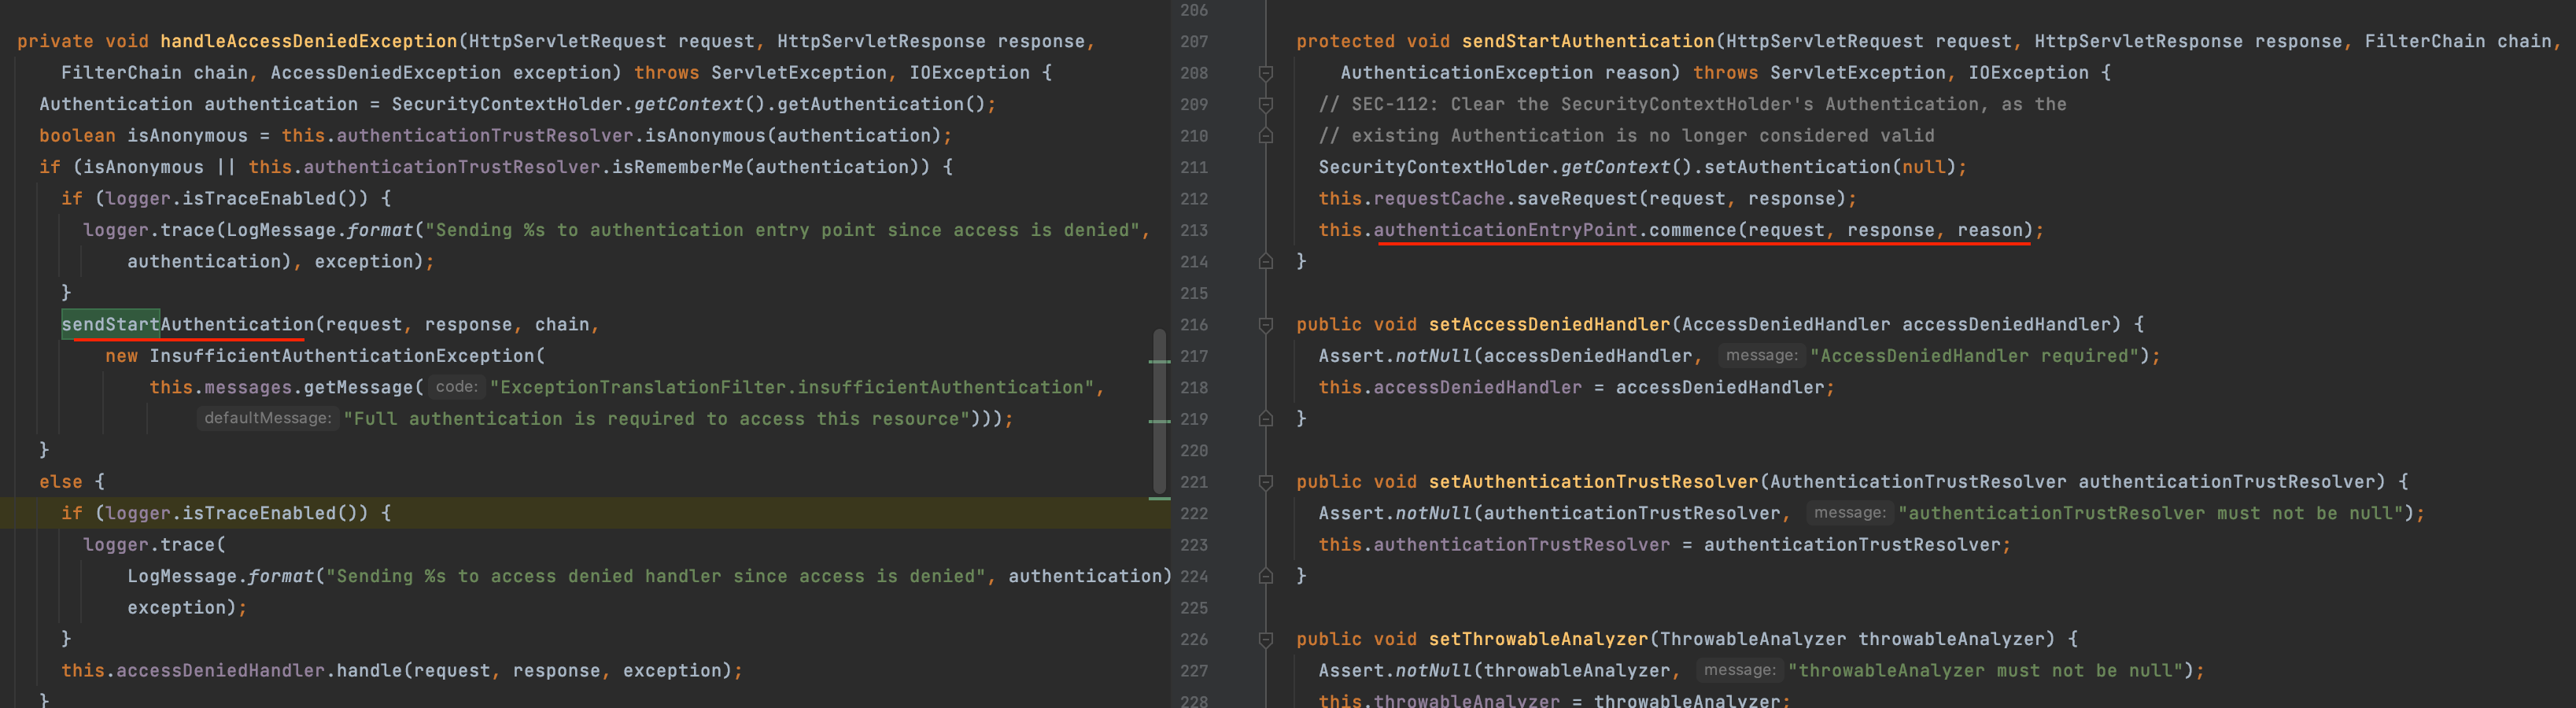 private void handleAccessDeniedException(HttpServletRequest request, HttpServletResponse response,
FilterChain chain, AccessDeniedException exception) throws ServletException, IOException {
Authentication authentication = SecurityContextHolder.getContext().getAuthentication();
boolean isAnonymous = this.authenticationTrustResolver.isAnonymous(authentication);
if (isAnonymous || this.authenticationTrustResolver.isRememberMe(authentication)) {
if (logger.isTraceEnabled()) {
logger.trace(LogMessage.format("Sending %s to authentication entry point since access is denied",
authentication), exception);
}
sendStartAuthentication(request, response, chain,
new InsufficientAuthenticationException(
this.messages.getMessage( code: "ExceptionTranslationFilter.insufficientAuthentication",
defaultMessage: "Full authentication is required to access this resource")));
}
else {
if (logger.isTraceEnabled()) {
logger.trace(
LogMessage.format("Sending %s to access denied handler since access is denied", authentication)
exception);
}
this.accessDeniedHandler.handle(request, response, exception);
}
206
207 protected void sendStartAuthentication(HttpServletRequest request, HttpServletResponse response, FilterChain chain,
208 AuthenticationException reason) throws ServletException, IOException {
209 // SEC-112: Clear the SecurityContextHolder's Authentication, as the
210 // existing Authentication is no longer considered valid
211 SecurityContextHolder.getContext().setAuthentication(null);
212 this.requestCache.saveRequest(request, response);
213 this.authenticationEntryPoint.commence(request, response, reason);
214 }
215
216 public void setAccessDeniedHandler(AccessDeniedHandler accessDeniedHandler) {
217 Assert.notNull(accessDeniedHandler, message: "AccessDeniedHandler required");
218 this.accessDeniedHandler = accessDeniedHandler;
219 }
220
221 public void setAuthenticationTrustResolver(AuthenticationTrustResolver authenticationTrustResolver) {
222 Assert.notNull(authenticationTrustResolver, message: "authenticationTrustResolver must not be null");
223 this.authenticationTrustResolver = authenticationTrustResolver;
224 }
225
226 public void setThrowableAnalyzer(ThrowableAnalyzer throwableAnalyzer) {
227 Assert.notNull(throwableAnalyzer, message: "throwableAnalyzer must not be null");
228 this.throwableAnalyzer = throwableAnalyzer;